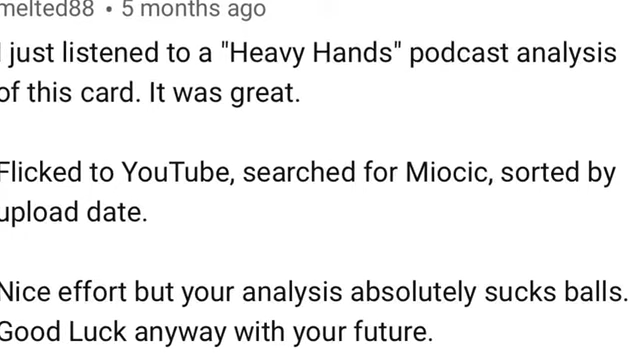 melted88 • 5 months ago
I just listened to a "Heavy Hands" podcast analysis
of this card. It was great.
Flicked to YouTube, searched for Miocic, sorted by
upload date.
Nice effort but your analysis absolutely sucks balls.
Good Luck anyway with your future.